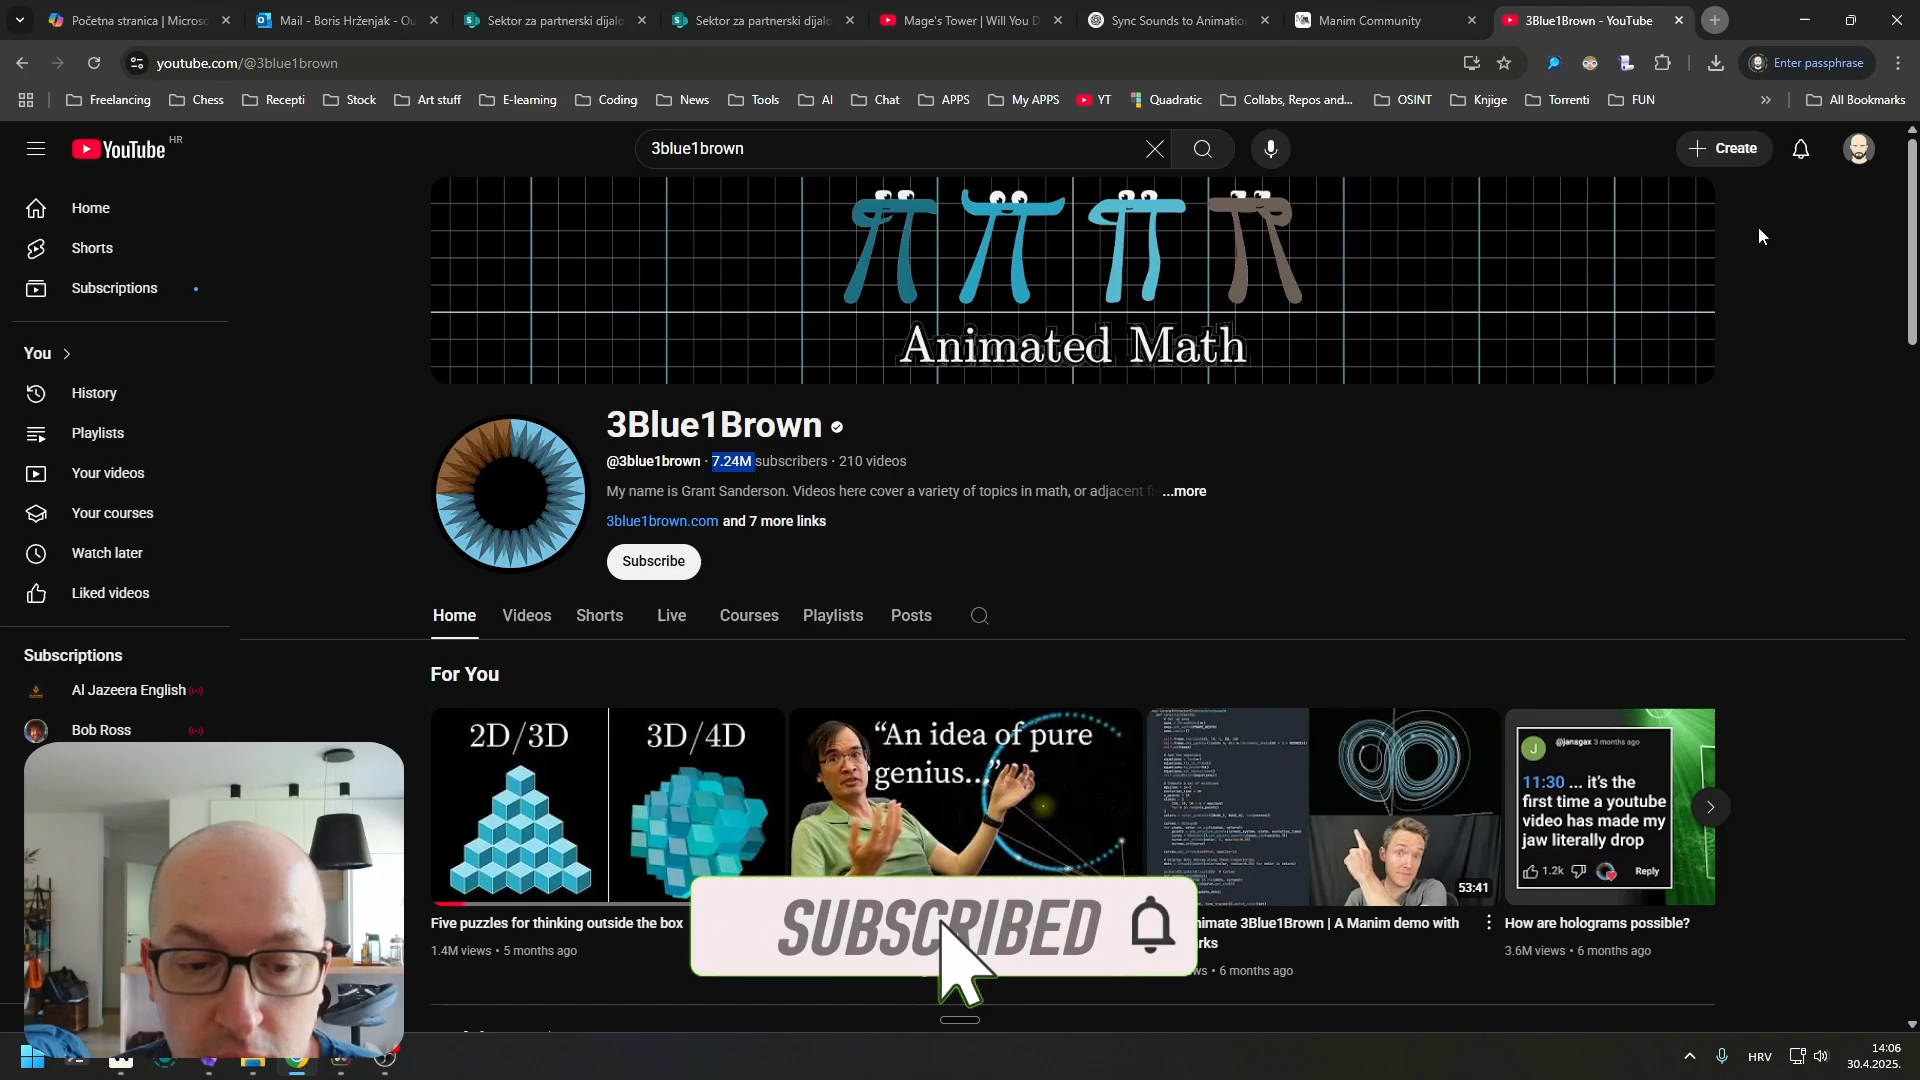 Početna stranica | Microsc
Mail - Boris Hrženjak - Ou
Sektor za partnerski dijalo
Sektor za partnerski dijalo
Mage's Tower | Will You D
Sync Sounds to Animatio
Manim Community
3Blue1Brown - YouTube
youtube.com/@3blue1brown
Enter passphrase
Freelancing
Chess
Recepti
Stock
Art stuff
E-learning
Coding
News
Tools
AI
Chat
APPS
My APPS
YT
Quadratic
Collabs, Repos and...
OSINT
Knjige
Torrenti
FUN
All Bookmarks
YouTube HR
3blue1brown
Create
Home
Shorts
Subscriptions
You
History
Playlists
Your videos
Your courses
Watch later
Liked videos
Subscriptions
Al Jazeera English
Bob Ross
Animated Math
3Blue1Brown
@3blue1brown · 7.24M subscribers · 210 videos
My name is Grant Sanderson. Videos here cover a variety of topics in math, or adjacent ...more
3blue1brown.com and 7 more links
Subscribe
Home Videos Shorts Live Courses Playlists Posts
For You
2D/3D 3D/4D
“An idea of pure
genius...”
53:41
@janagax 3 months ago
11:30 ... it's the
first time a youtube
video has made my
jaw literally drop
1.2k Reply
Five puzzles for thinking outside the box
1.4M views • 5 months ago
SUBSCRIBED
imate 3Blue1Brown | A Manim demo with
rks
ws • 6 months ago
How are holograms possible?
3.6M views • 6 months ago
HRV
14:06
30.4.2025.